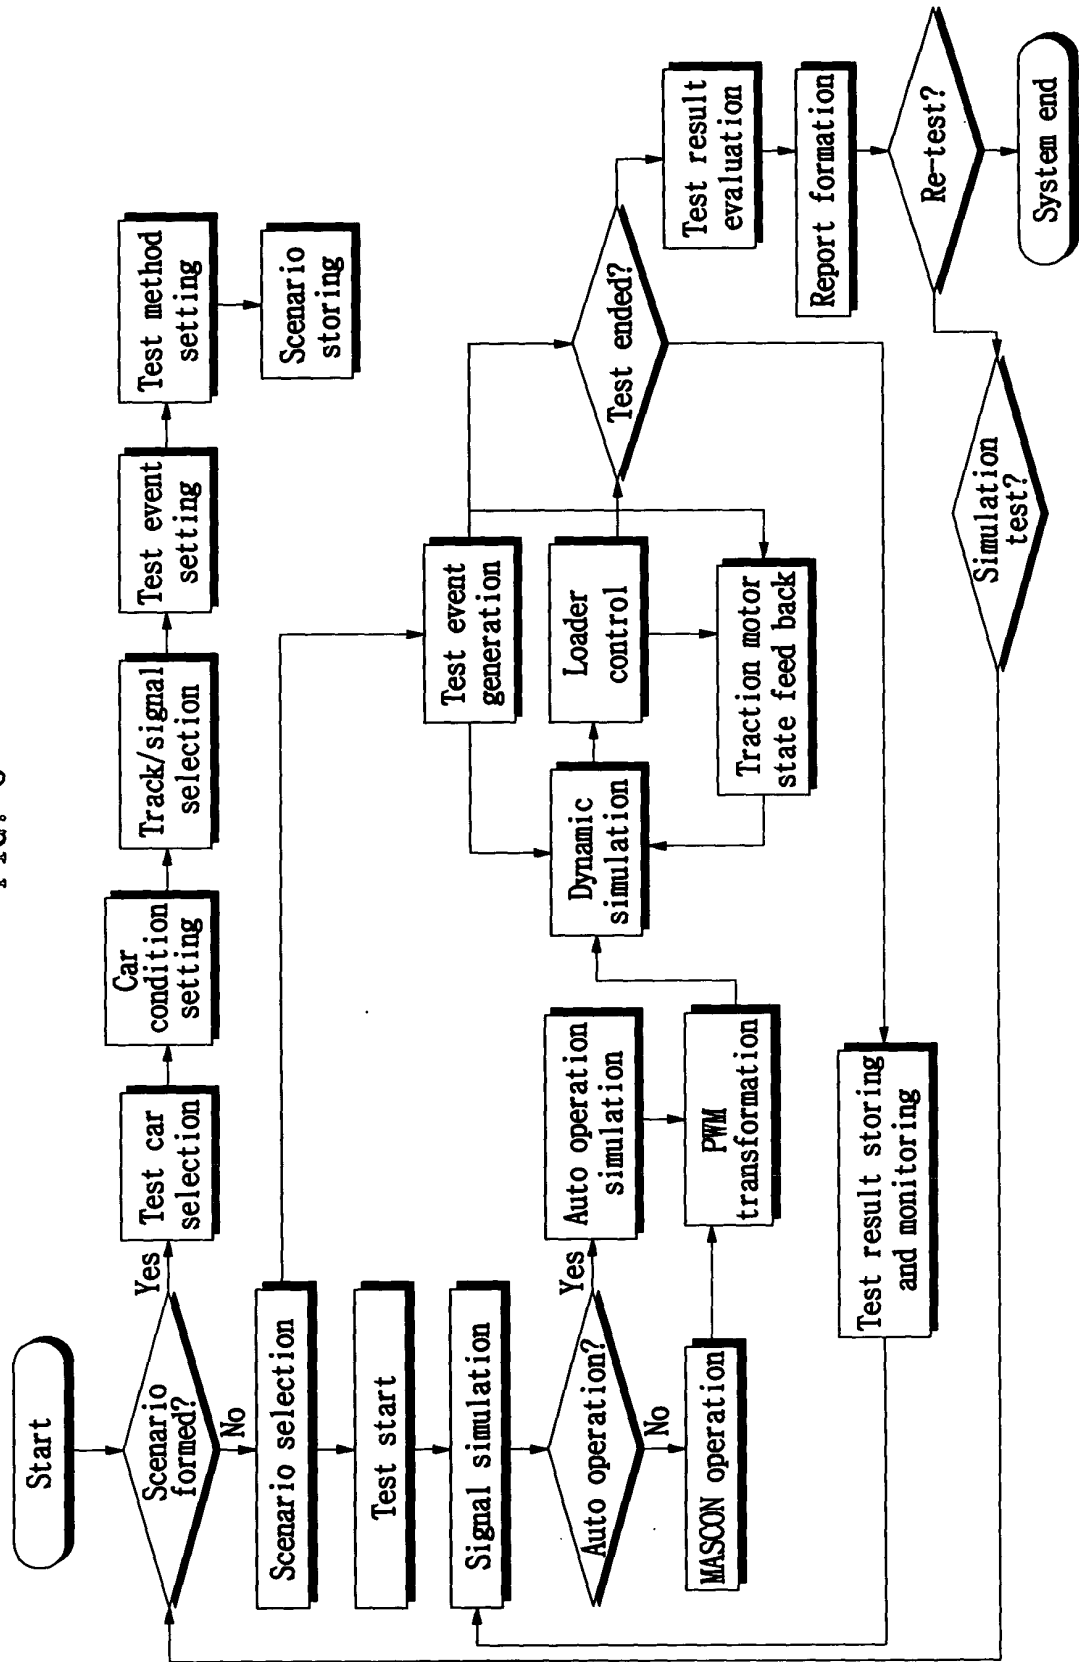 Start
Scenario
formed?
Yes
No
Test car
selection
Car
condition
setting
Track/signal
selection
Test event
setting
Test method
setting
Scenario
storing
Scenario selection
Test start
Signal simulation
Auto operation?
Yes
No
Auto operation
simulation
MASCON operation
PWM
transformation
Test event
generation
Dynamic
simulation
Loader
control
Traction motor
state feed back
Test ended?
Test result storing
and monitoring
Test result
evaluation
Report formation
Re-test?
Simulation
test?
System end